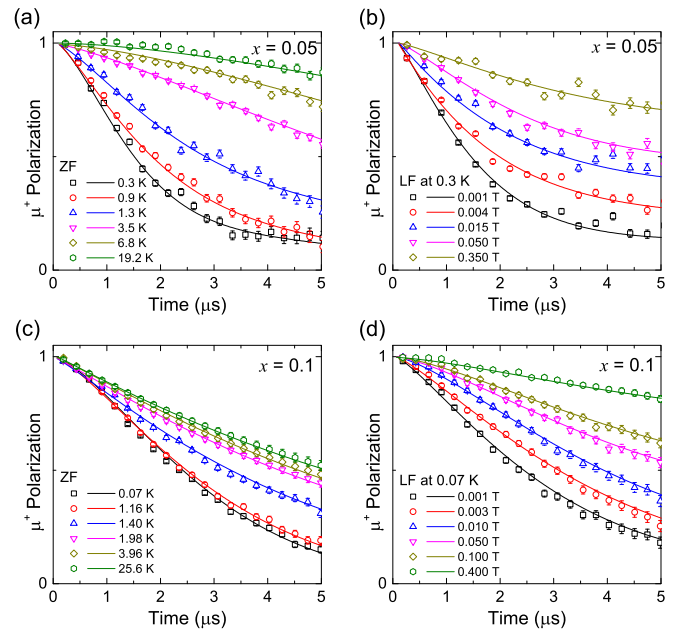 (a)
1
x = 0.05
μ⁺ Polarization
ZF
0.3 K
0.9 K
1.3 K
3.5 K
6.8 K
19.2 K
0
0 1 2 3 4 5
Time (μs)
(b)
1
x = 0.05
μ⁺ Polarization
LF at 0.3 K
0.001 T
0.004 T
0.015 T
0.050 T
0.350 T
0
0 1 2 3 4 5
Time (μs)
(c)
1
x = 0.1
μ⁺ Polarization
ZF
0.07 K
1.16 K
1.40 K
1.98 K
3.96 K
25.6 K
0
0 1 2 3 4 5
Time (μs)
(d)
1
x = 0.1
μ⁺ Polarization
LF at 0.07 K
0.001 T
0.003 T
0.010 T
0.050 T
0.100 T
0.400 T
0
0 1 2 3 4 5
Time (μs)